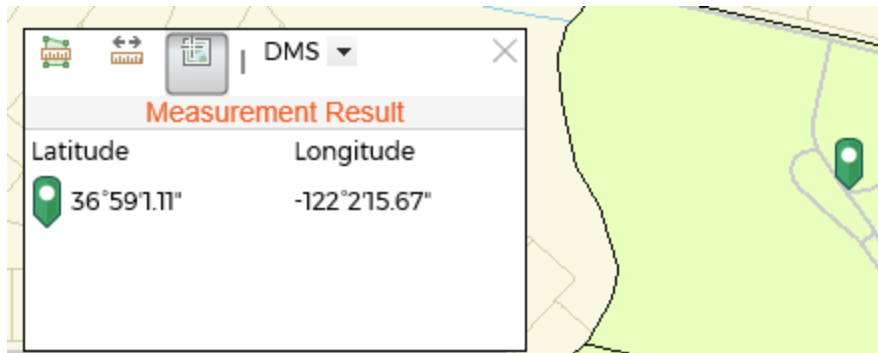 | DMS
Measurement Result
Latitude Longitude
36°59'1.11" -122°2'15.67"